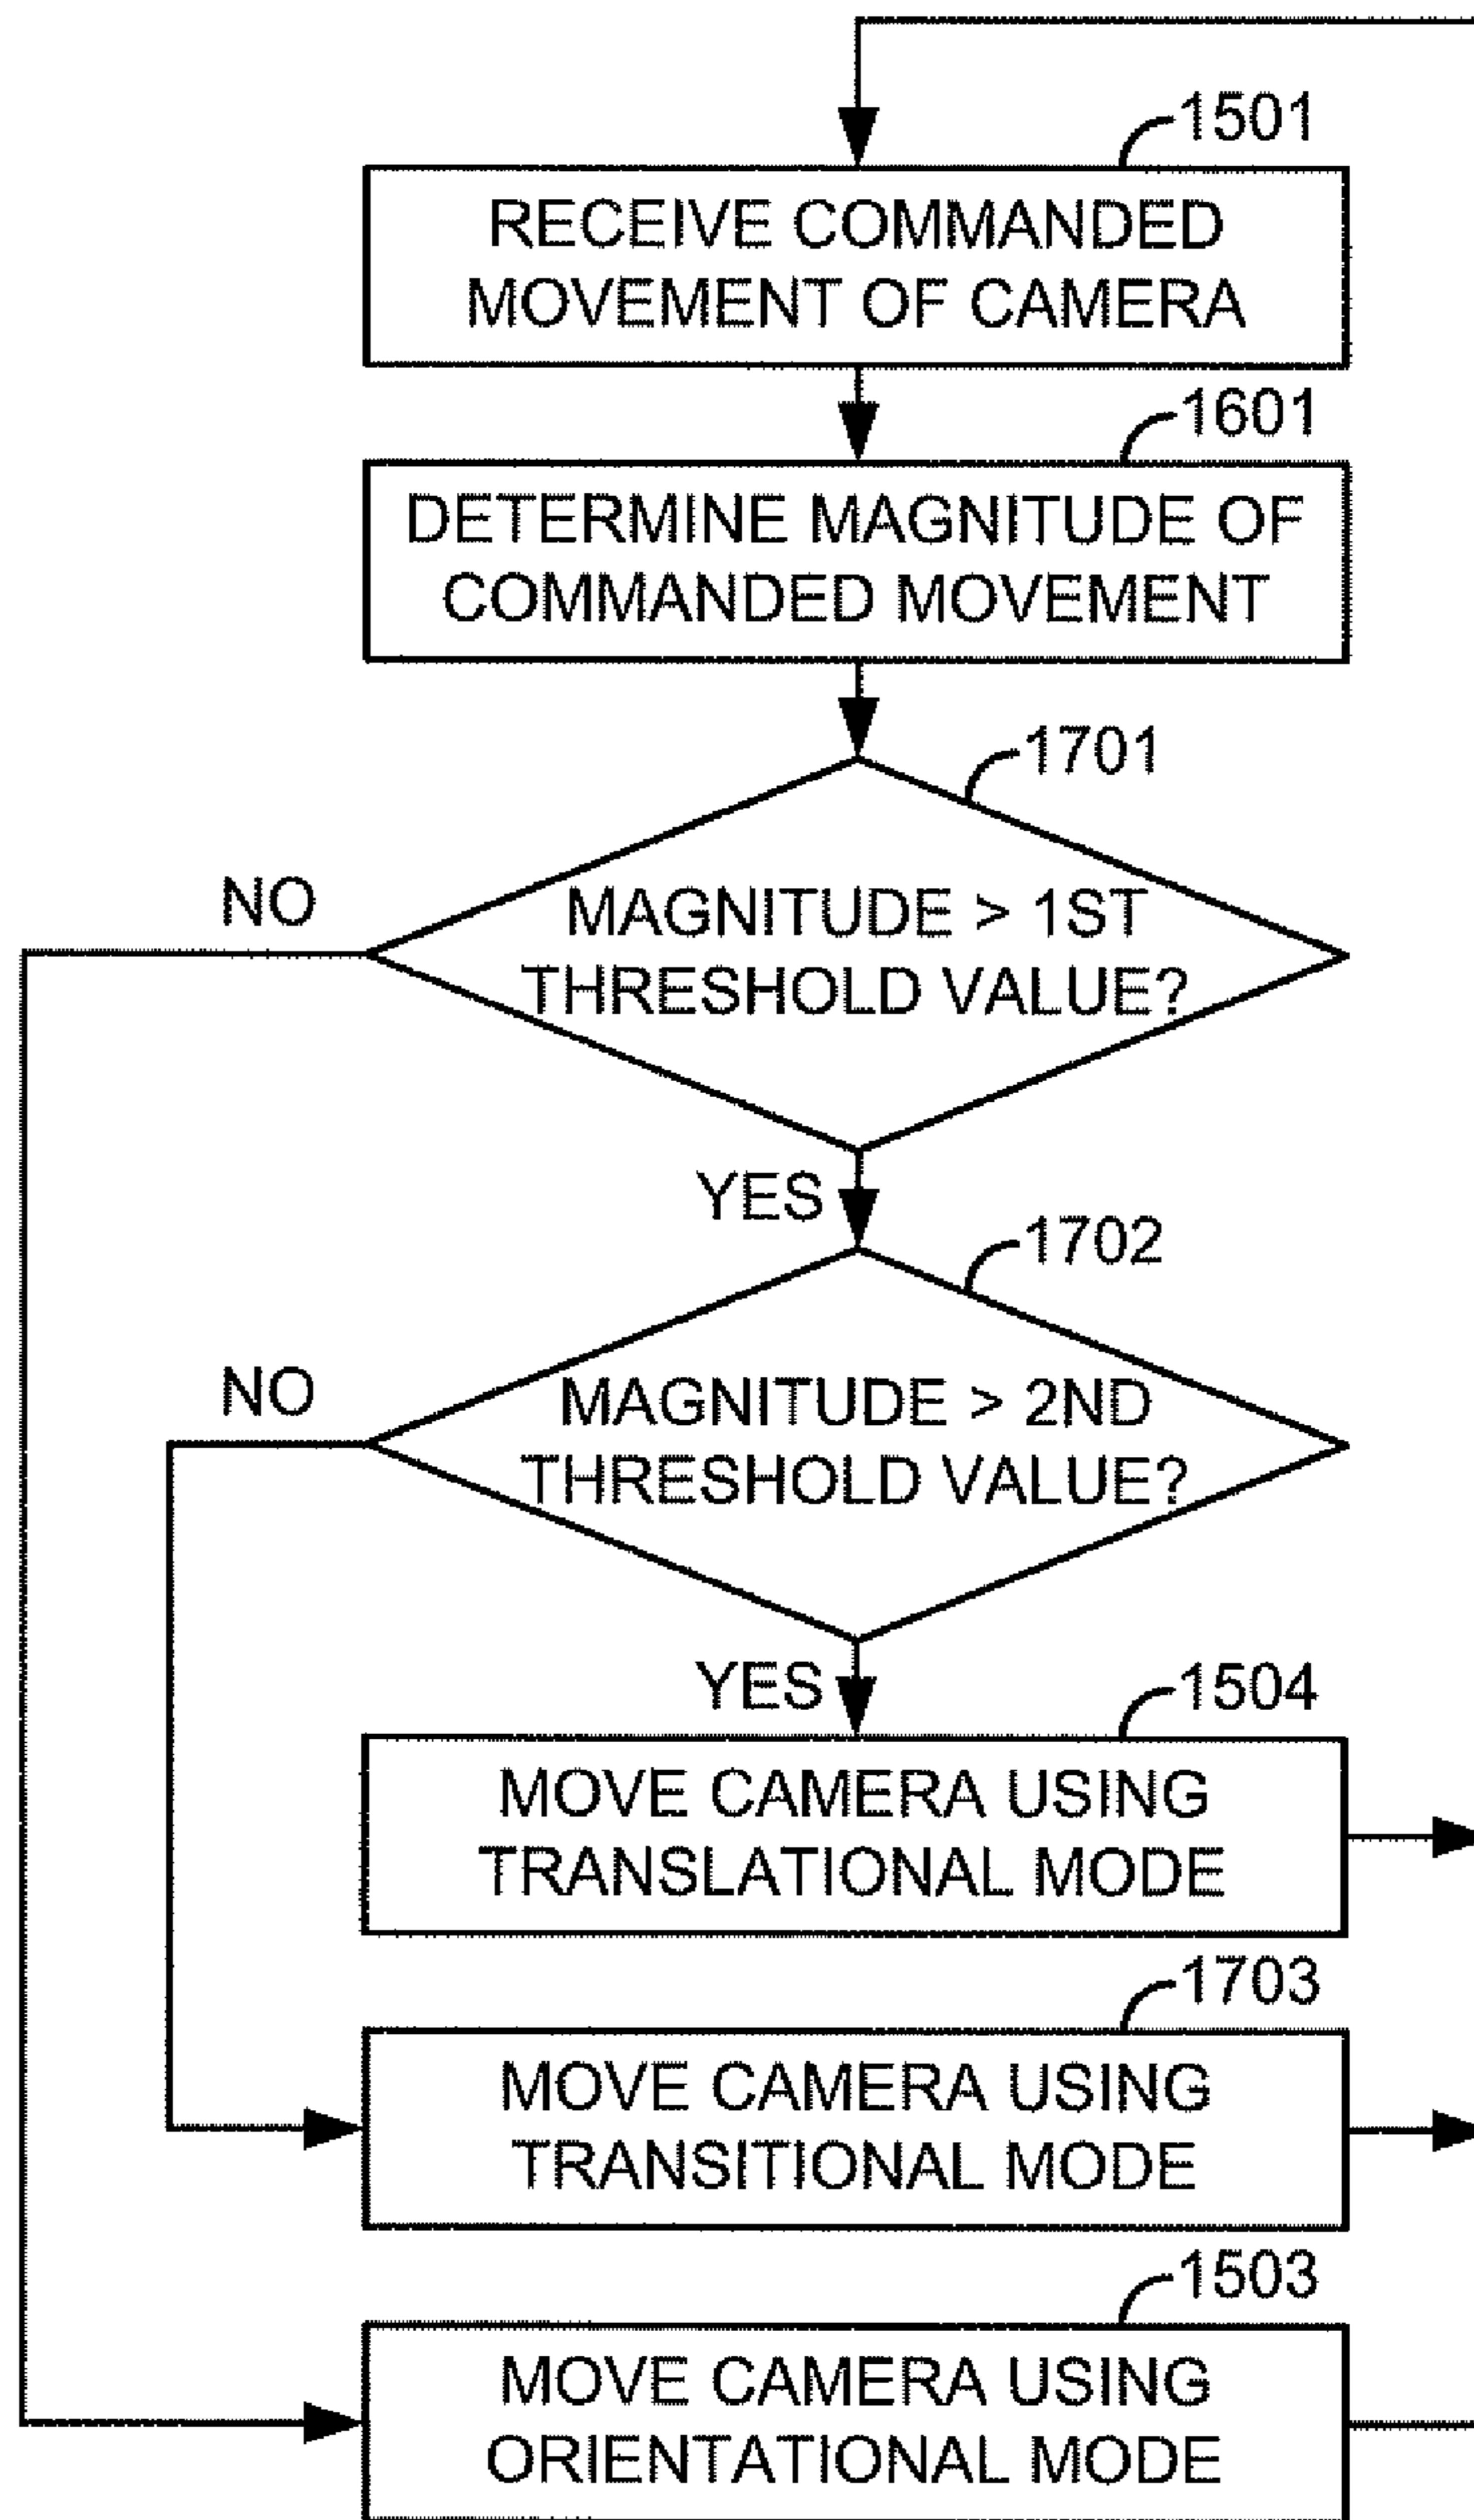 1501
RECEIVE COMMANDED
MOVEMENT OF CAMERA
1601
DETERMINE MAGNITUDE OF
COMMANDED MOVEMENT
1701
NO
MAGNITUDE > 1ST
THRESHOLD VALUE?
YES
1702
NO
MAGNITUDE > 2ND
THRESHOLD VALUE?
YES
1504
MOVE CAMERA USING
TRANSLATIONAL MODE
1703
MOVE CAMERA USING
TRANSITIONAL MODE
1503
MOVE CAMERA USING
ORIENTATIONAL MODE